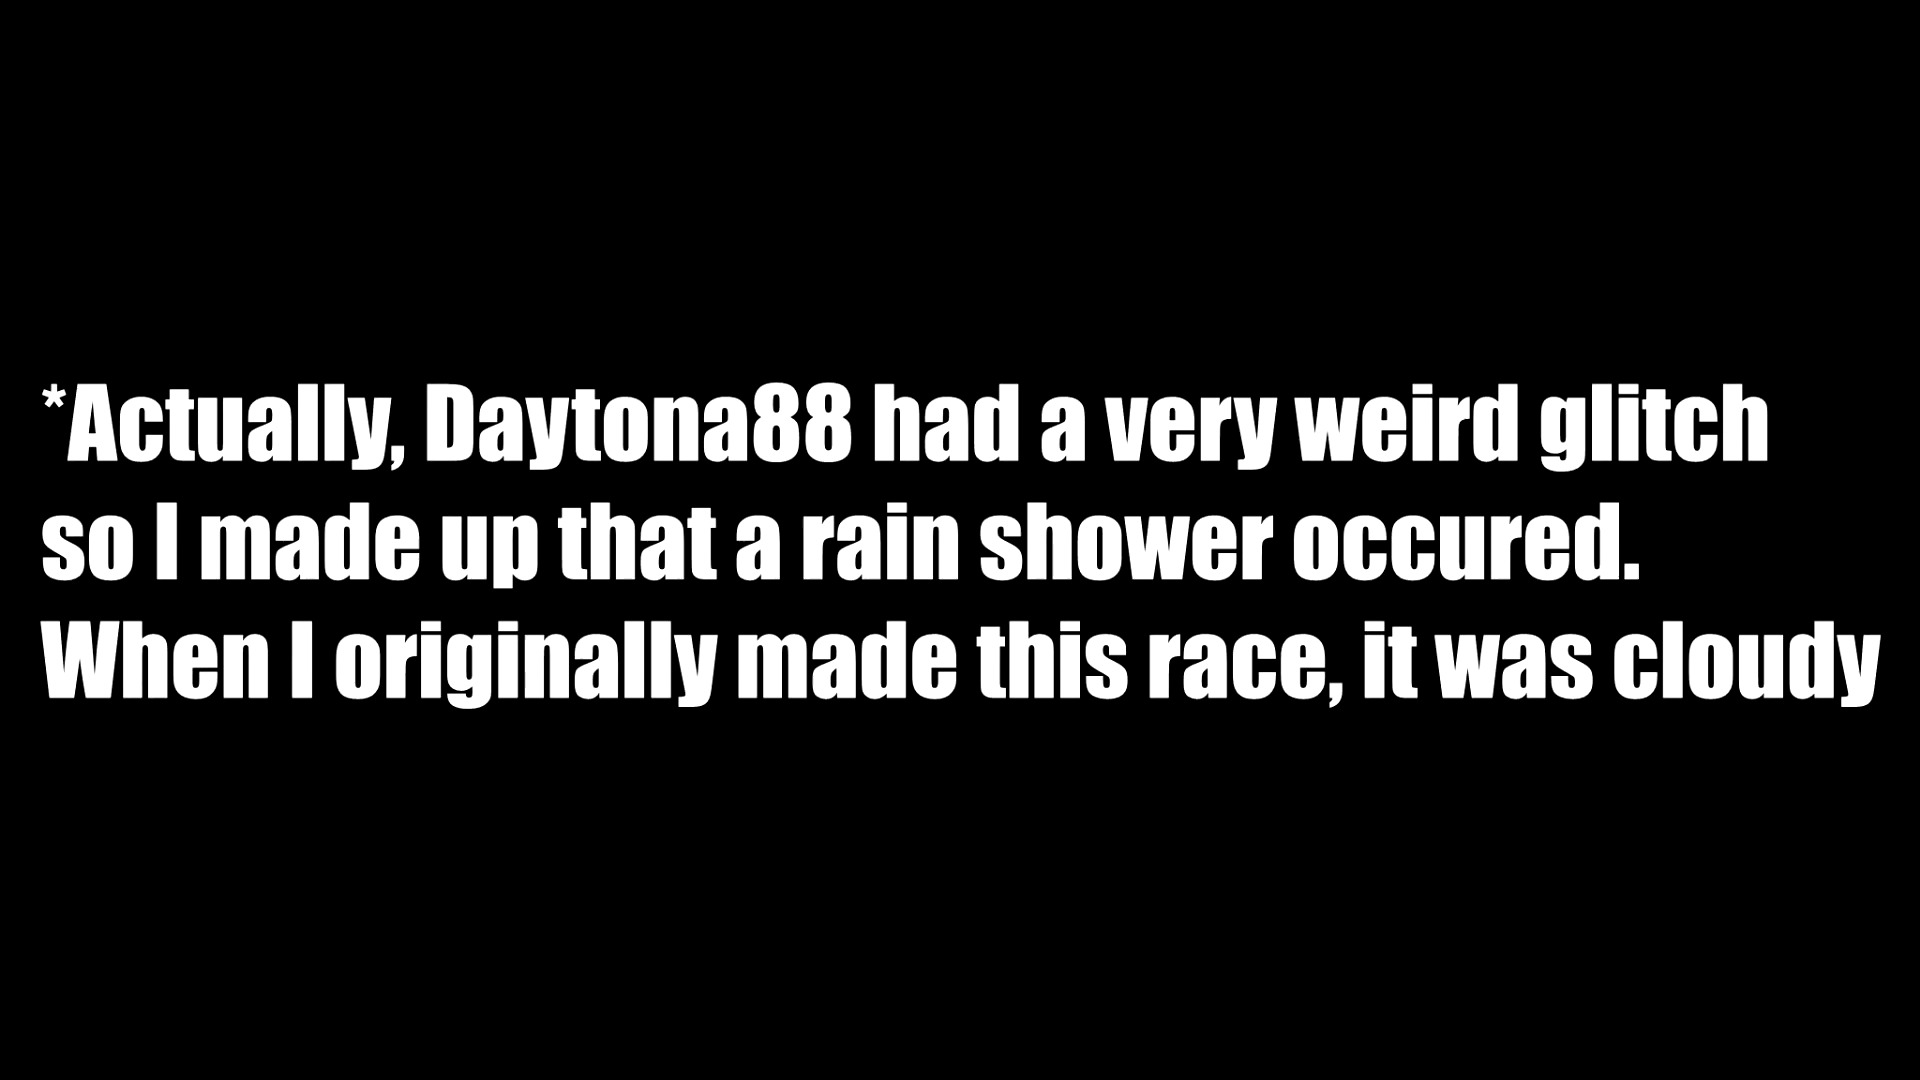 *Actually, Daytona88 had a very weird glitch
so I made up that a rain shower occured.
When I originally made this race, it was cloudy